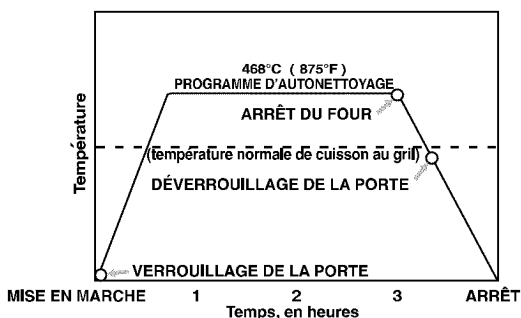 468°C ( 875°F )
PROGRAMME D'AUTONETTOYAGE
ARRÊT DU FOUR
(température normale de cuisson au gril)
DÉVERROUILLAGE DE LA PORTE
VERROUILLAGE DE LA PORTE
Température
MISE EN MARCHE 1 2 3 ARRÊT
Temps, en heures